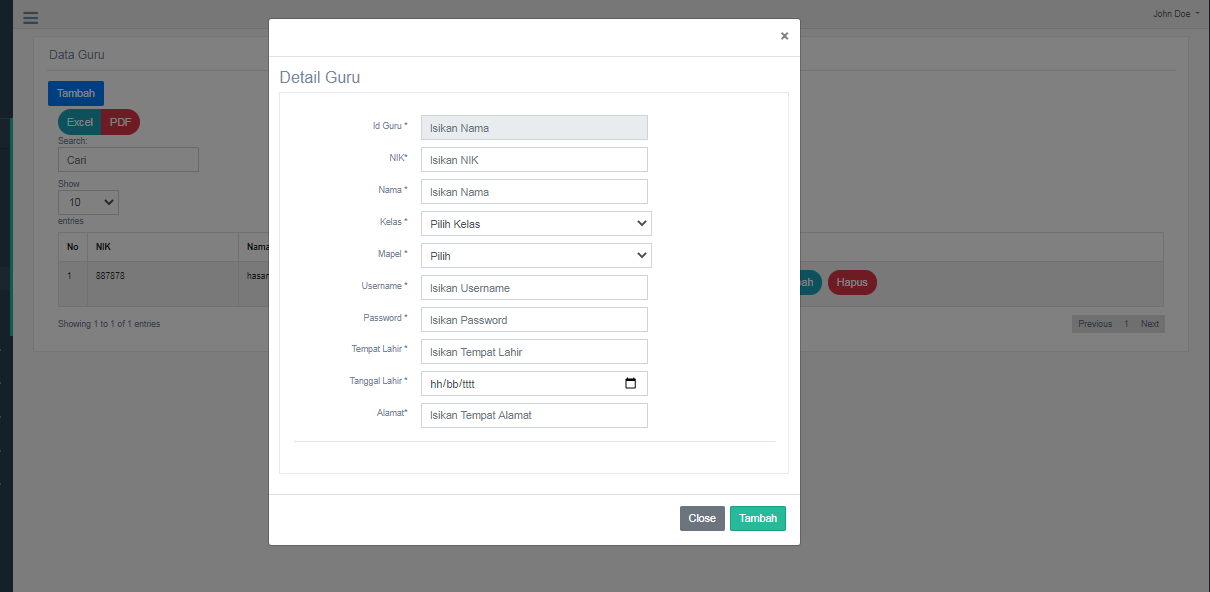 John Doe
×
Data Guru
Detail Guru
Tambah
Excel PDF
Search:
Cari
Show
10
entries
No NIK Nama
1 887878 hasan
Hapus
Showing 1 to 1 of 1 entries
Previous 1 Next
Id Guru * Isikan Nama
NIK* Isikan NIK
Nama * Isikan Nama
Kelas * Pilih Kelas
Mapel * Pilih
Username * Isikan Username
Password * Isikan Password
Tempat Lahir * Isikan Tempat Lahir
Tanggal Lahir * hh/bb/tttt
Alamat* Isikan Tempat Alamat
Close Tambah